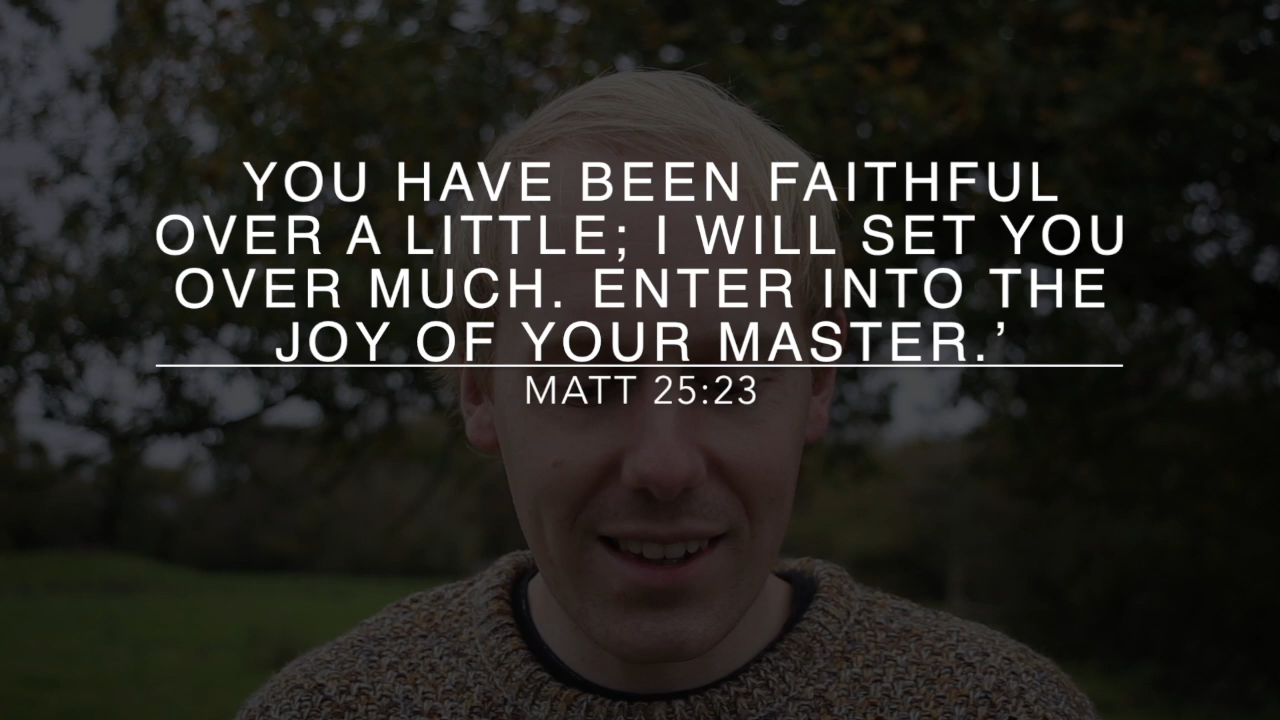 YOU HAVE BEEN FAITHFUL
OVER A LITTLE; I WILL SET YOU
OVER MUCH. ENTER INTO THE
JOY OF YOUR MASTER.’
MATT 25:23